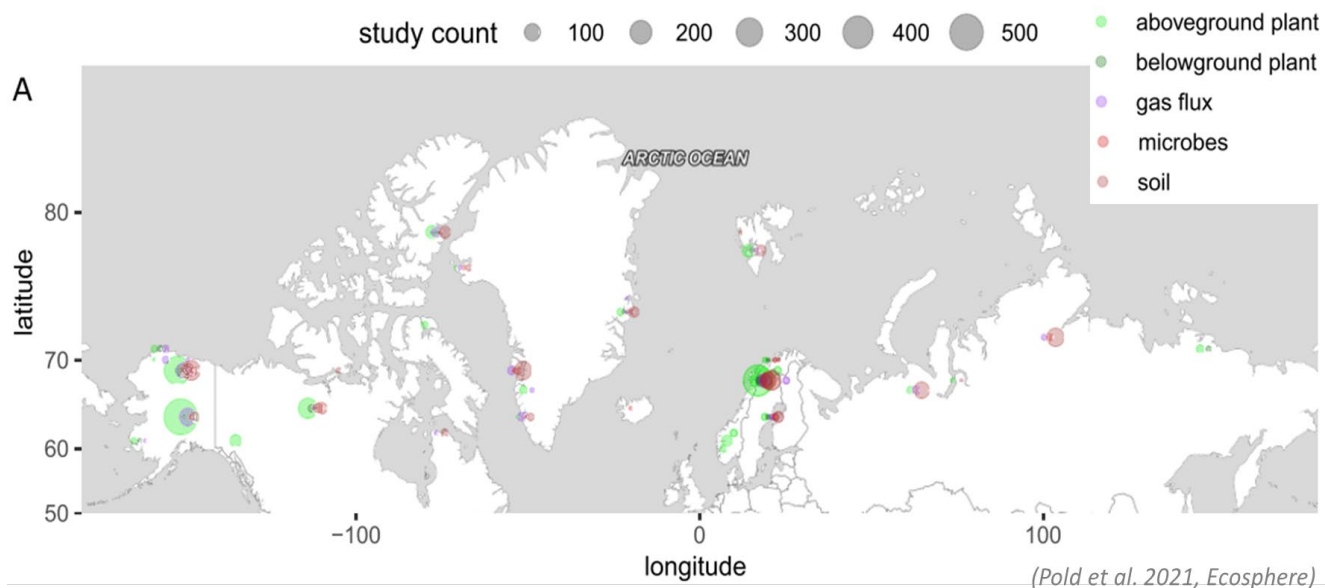 study count 100 200 300 400 500
aboveground plant
belowground plant
gas flux
microbes
soil
A
ARCTIC OCEAN
latitude
80
70
60
50
−100 0 100
longitude
(Pold et al. 2021, Ecosphere)